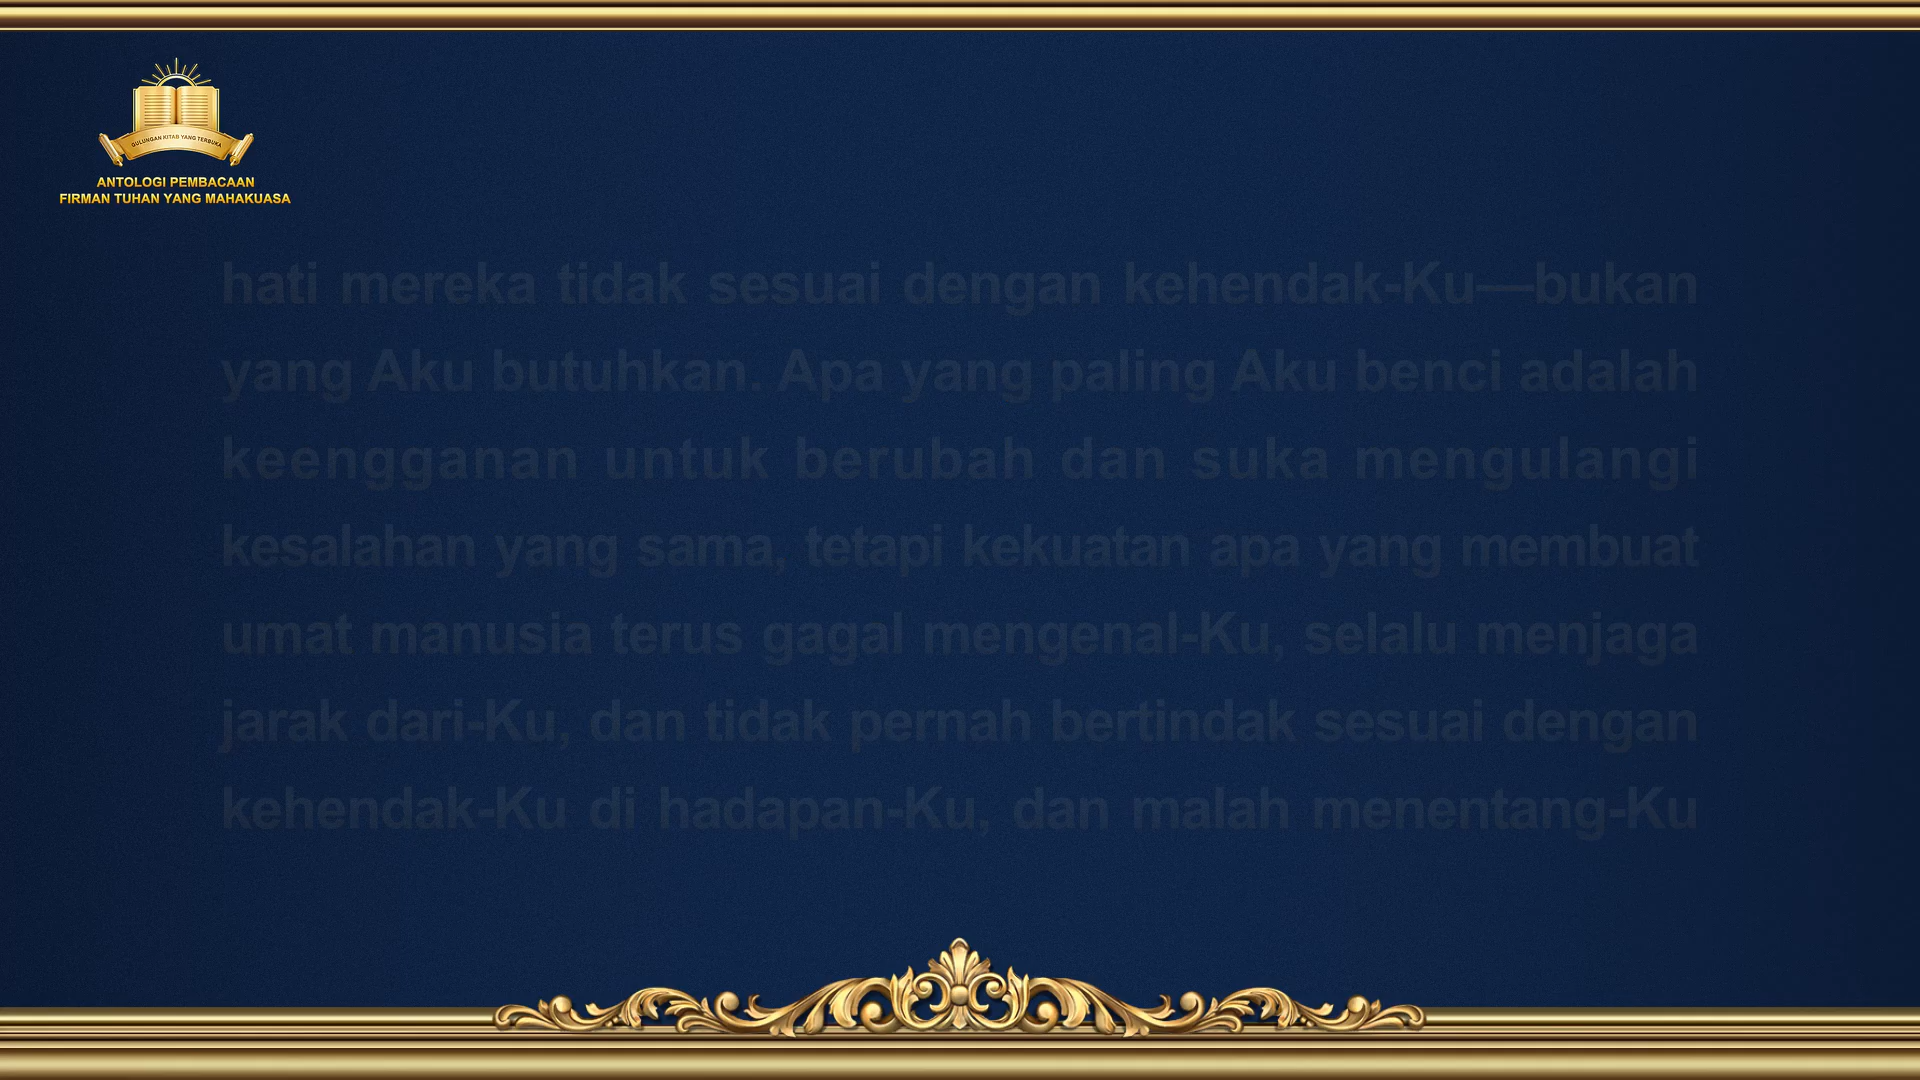 GULUNGAN KITAB YANG TERBUKA
ANTOLOGI PEMBACAAN
FIRMAN TUHAN YANG MAHAKUASA
hati mereka tidak sesuai dengan kehendak-Ku—bukan
yang Aku butuhkan. Apa yang paling Aku benci adalah
keengganan untuk berubah dan suka mengulangi
kesalahan yang sama, tetapi kekuatan apa yang membuat
umat manusia terus gagal mengenal-Ku, selalu menjaga
jarak dari-Ku, dan tidak pernah bertindak sesuai dengan
kehendak-Ku di hadapan-Ku, dan malah menentang-Ku